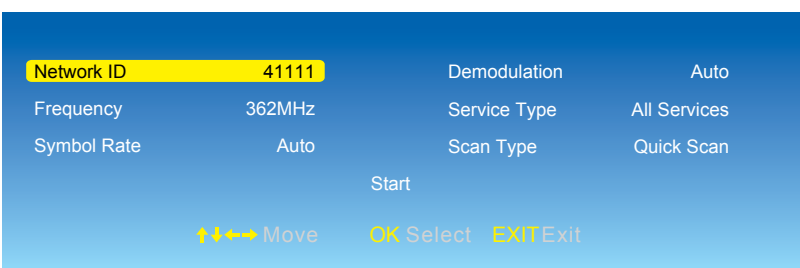 Network ID 41111 Demodulation Auto
Frequency 362MHz Service Type All Services
Symbol Rate Auto Scan Type Quick Scan
Start
Move OK Select EXIT Exit